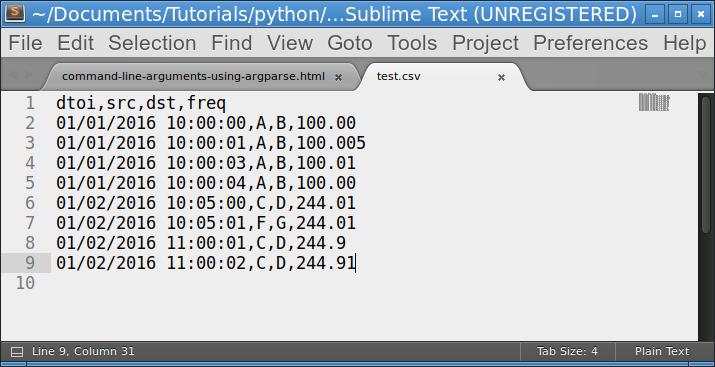 ~/Documents/Tutorials/python/...Sublime Text (UNREGISTERED)
File Edit Selection Find View Goto Tools Project Preferences Help
command-line-arguments-using-argparse.html × test.csv ×
1 dtoi,src,dst,freq
2 01/01/2016 10:00:00,A,B,100.00
3 01/01/2016 10:00:01,A,B,100.005
4 01/01/2016 10:00:03,A,B,100.01
5 01/01/2016 10:00:04,A,B,100.00
6 01/02/2016 10:05:00,C,D,244.01
7 01/02/2016 10:05:01,F,G,244.01
8 01/02/2016 11:00:01,C,D,244.9
9 01/02/2016 11:00:02,C,D,244.91
10
Line 9, Column 31 Tab Size: 4 Plain Text